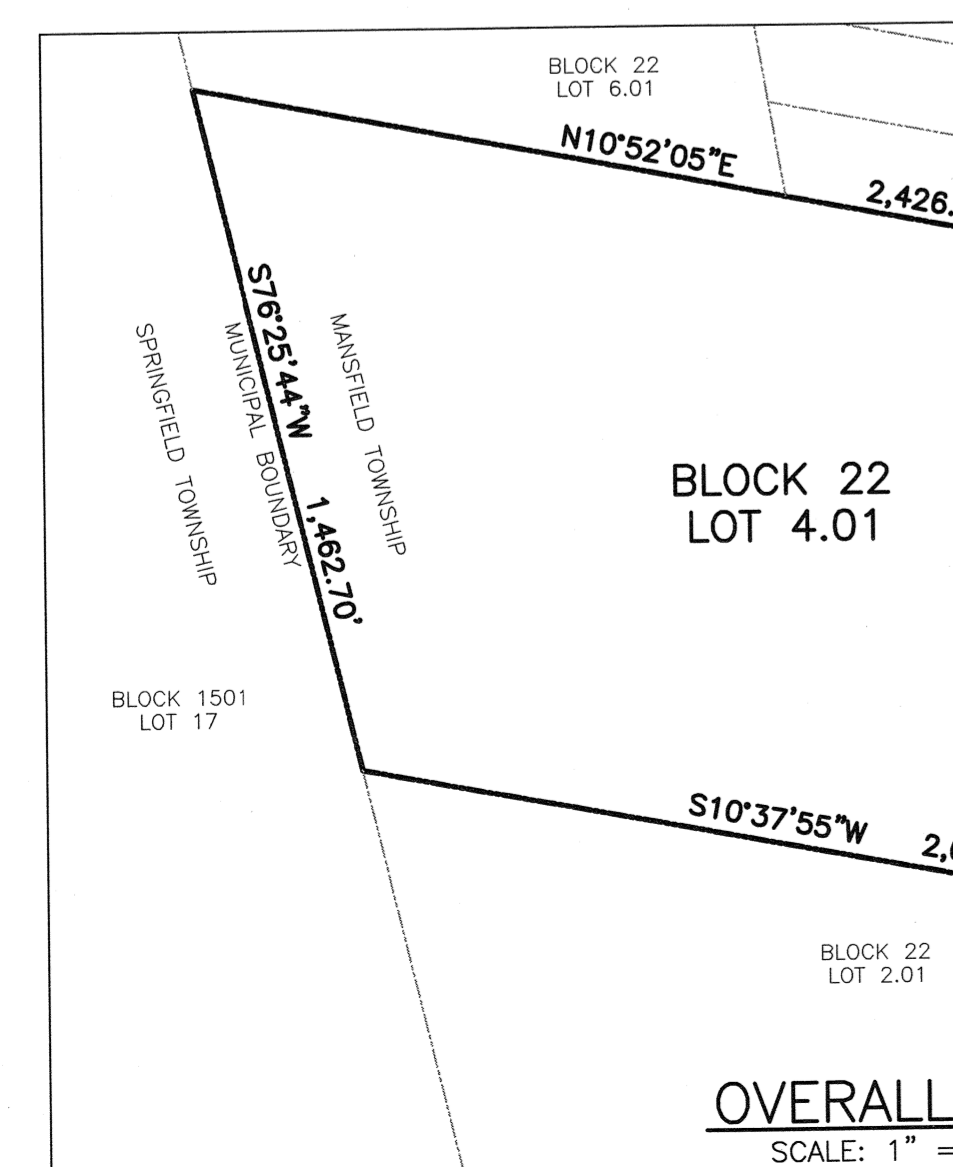 BLOCK 22
LOT 6.01
N10°52'05"E
2,426.
S76°25'44"W
1,462.70'
SPRINGFIELD TOWNSHIP
MUNICIPAL BOUNDARY
MANSFIELD TOWNSHIP
BLOCK 22
LOT 4.01
BLOCK 1501
LOT 17
S10°37'55"W
2,
BLOCK 22
LOT 2.01
OVERALL
SCALE: 1" =